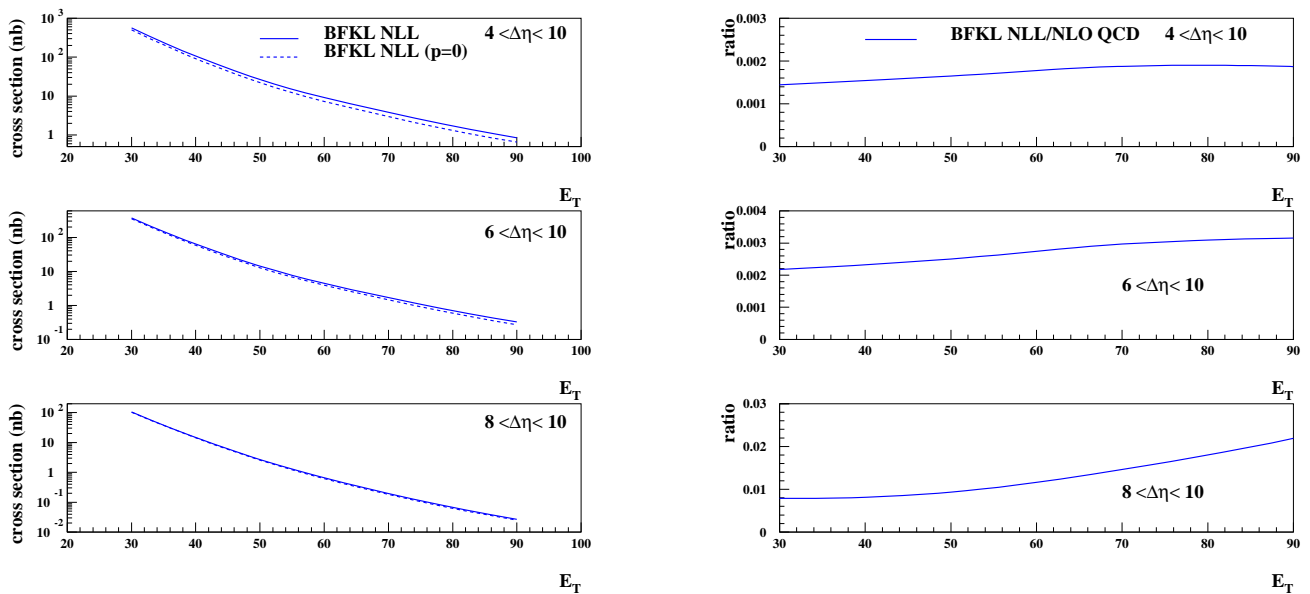 cross section (nb)
10 3
10 2
10
1
BFKL NLL
BFKL NLL (p=0)
4 <Δη< 10
20 30 40 50 60 70 80 90 100
E_T
ratio
0.003
0.002
0.001
0
BFKL NLL/NLO QCD 4 <Δη< 10
30 40 50 60 70 80 90
E_T
cross section (nb)
10 2
10
1
10 -1
10
6 <Δη< 10
20 30 40 50 60 70 80 90 100
E_T
ratio
0.004
0.003
0.002
0.001
0
6 <Δη< 10
30 40 50 60 70 80 90
E_T
cross section (nb)
10 2
10
1
10 -1
10 -2
10
8 <Δη< 10
20 30 40 50 60 70 80 90 100
E_T
ratio
0.03
0.02
0.01
0
8 <Δη< 10
30 40 50 60 70 80 90
E_T